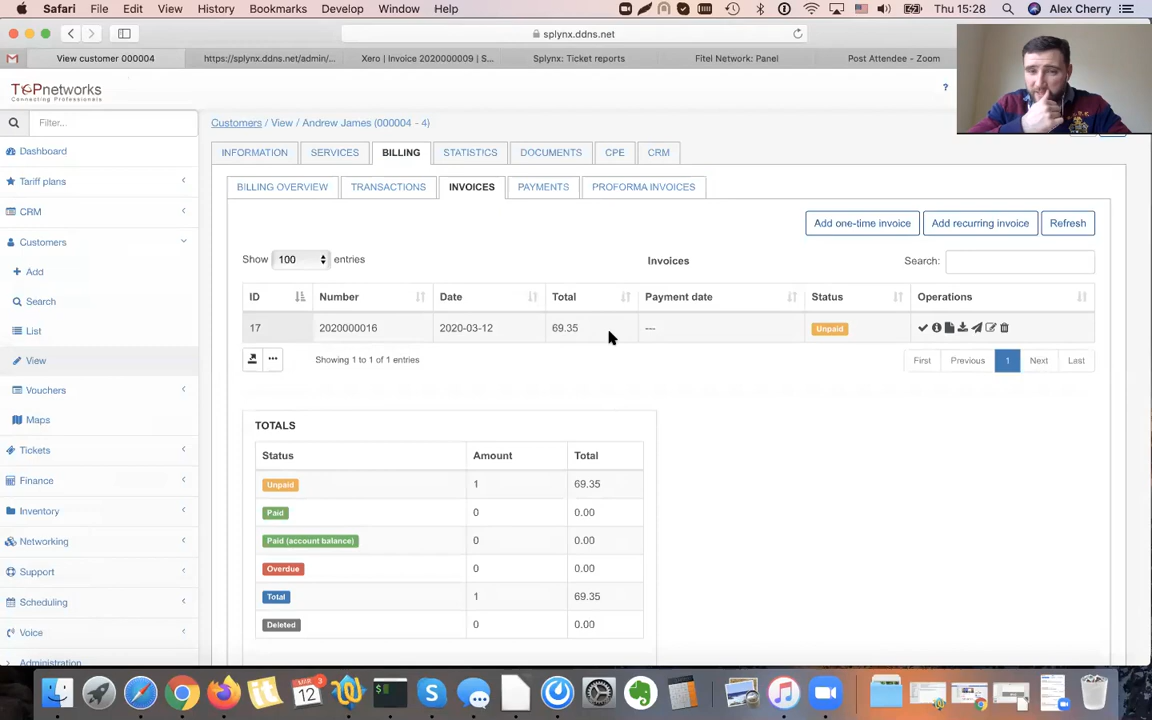 Safari File Edit View History Bookmarks Develop Window Help Thu 15:28 Alex Cherry
splynx.ddns.net
View customer 000004 https://splynx.ddns.net/admin/... Xero | Invoice 2020000009 | S... Splynx: Ticket reports Fitel Network: Panel Post Attendee - Zoom
TOPnetworks
Connecting Professionals
?
Filter...
Customers / View / Andrew James (000004 - 4)
Dashboard
Tariff plans
CRM
Customers
Add
Search
List
View
Vouchers
Maps
Tickets
Finance
Inventory
Networking
Support
Scheduling
Voice
Administration
INFORMATION SERVICES BILLING STATISTICS DOCUMENTS CPE CRM
BILLING OVERVIEW TRANSACTIONS INVOICES PAYMENTS PROFORMA INVOICES
Add one-time invoice Add recurring invoice Refresh
Show 100 entries Invoices Search:
ID Number Date Total Payment date Status Operations
17 2020000016 2020-03-12 69.35 --- Unpaid
Showing 1 to 1 of 1 entries First Previous 1 Next Last
TOTALS
Status Amount Total
Unpaid 1 69.35
Paid 0 0.00
Paid (account balance) 0 0.00
Overdue 0 0.00
Total 1 69.35
Deleted 0 0.00
MAR
12